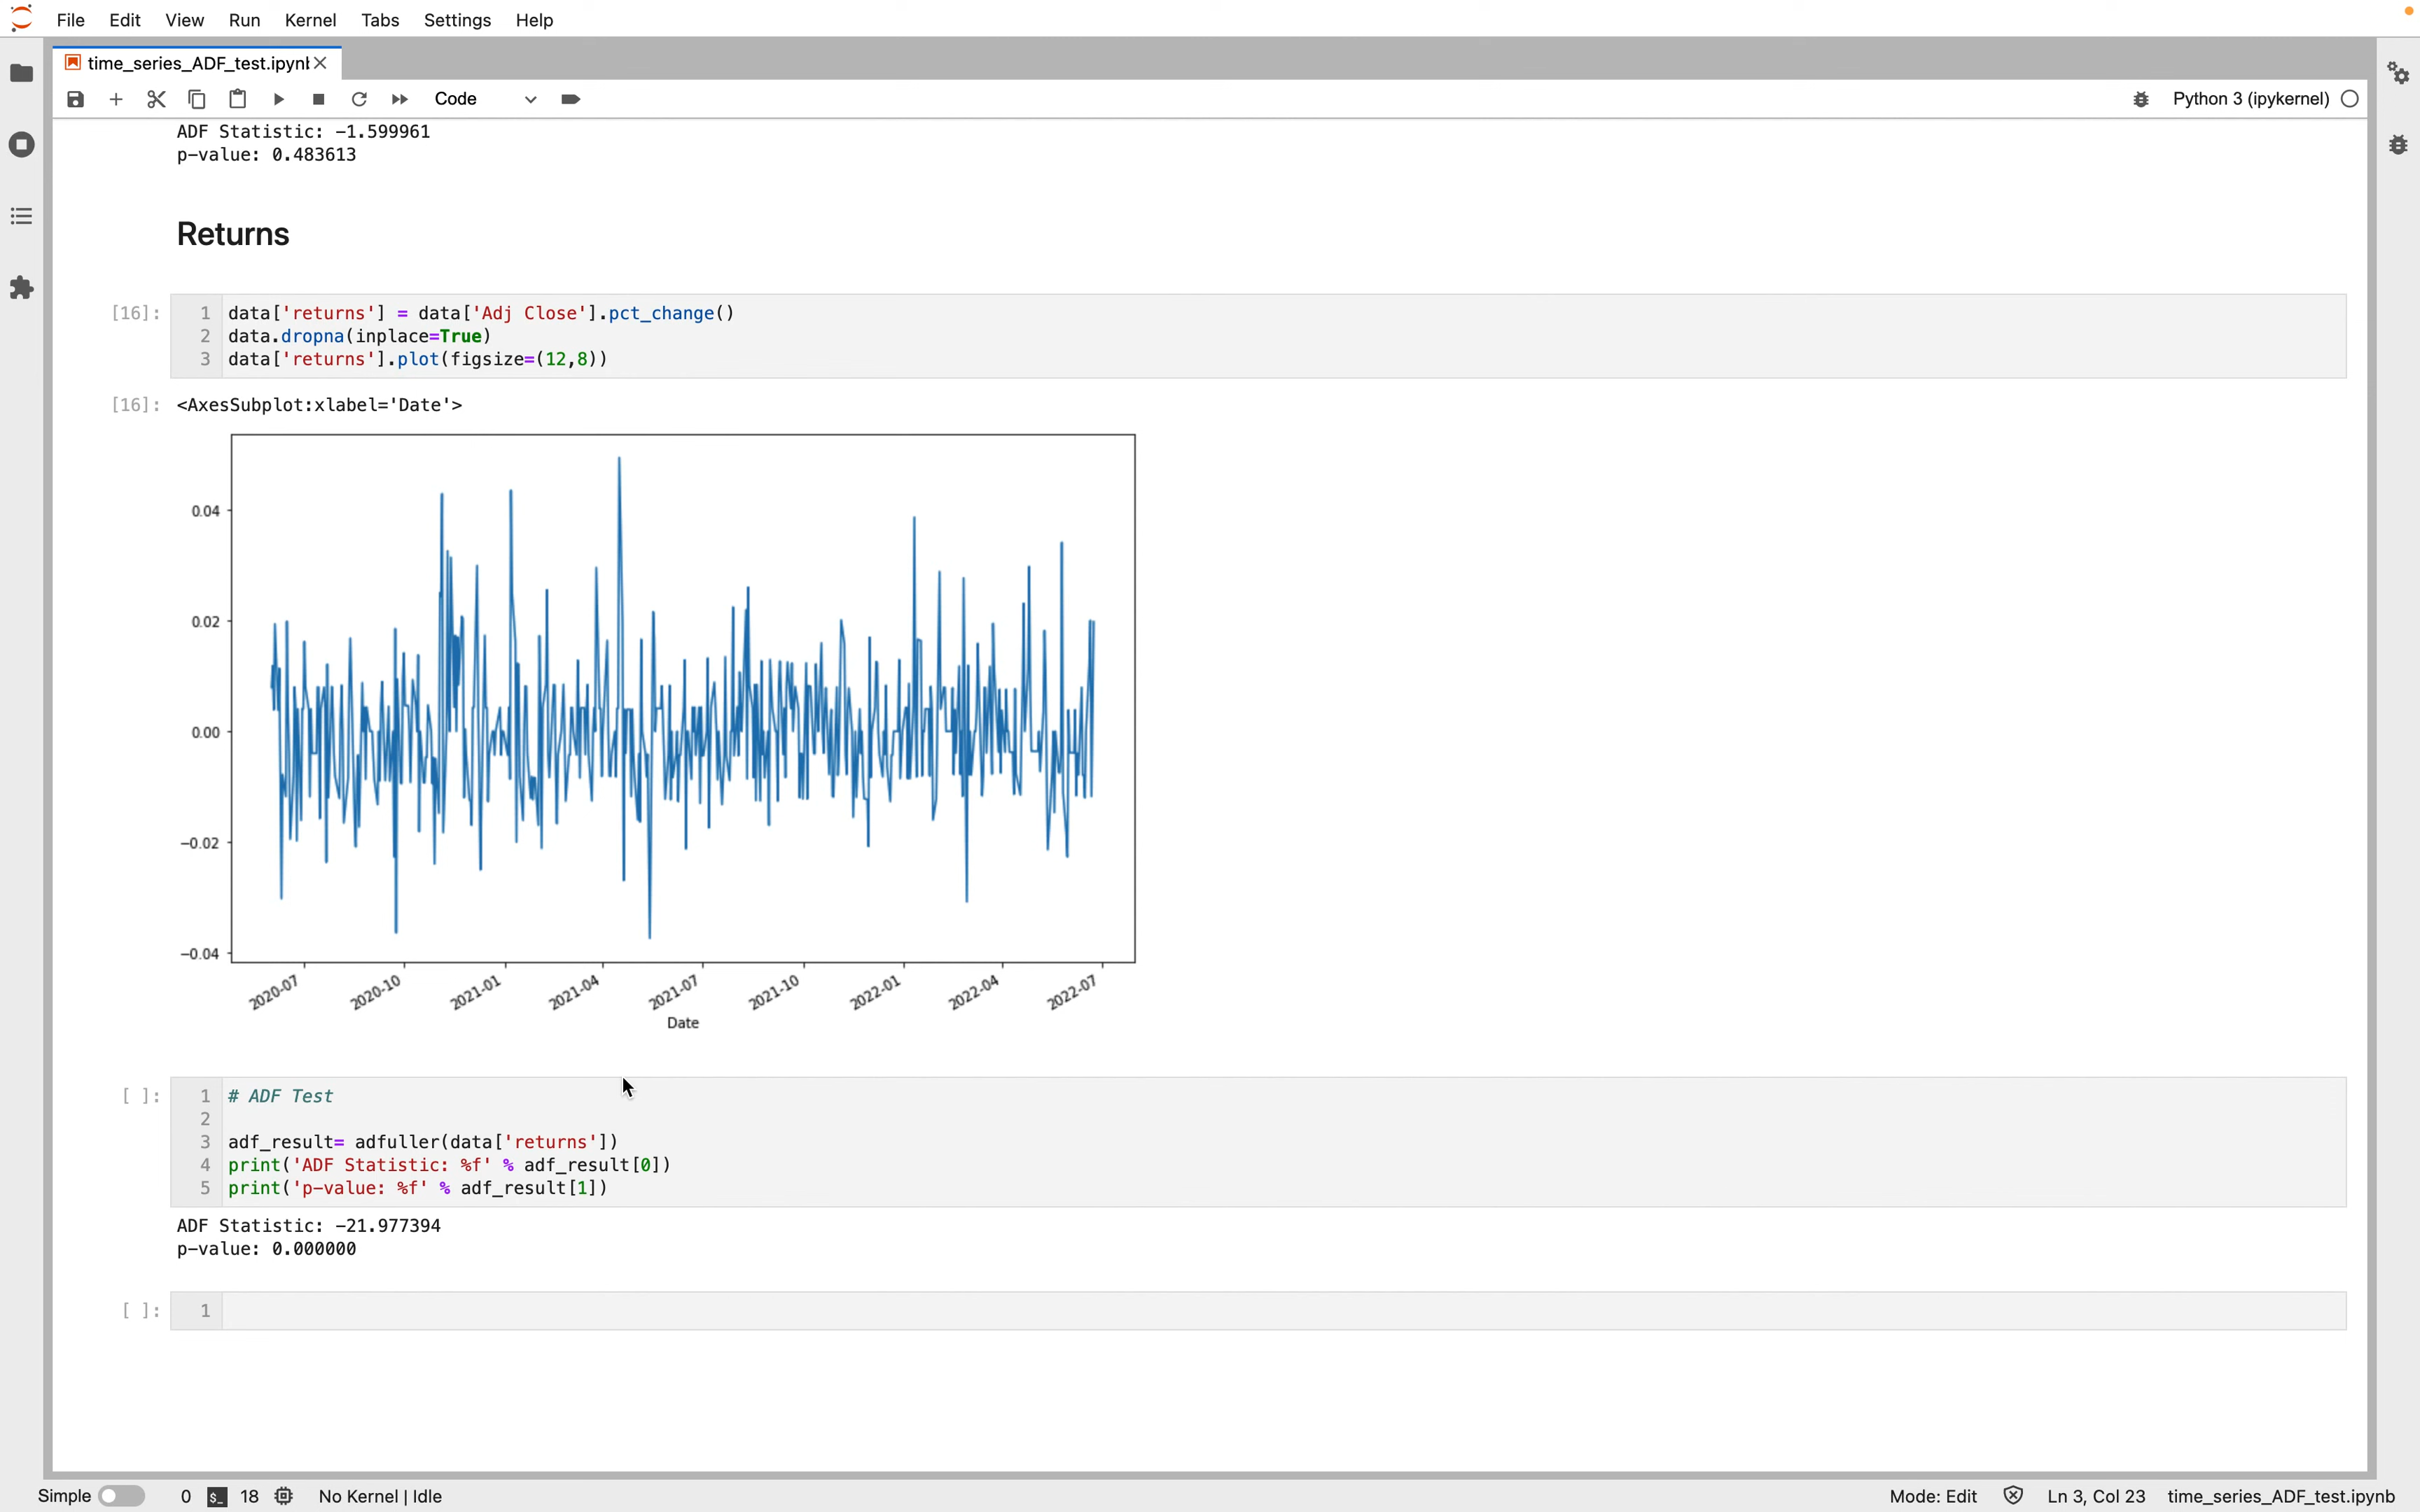 File Edit View Run Kernel Tabs Settings Help
time_series_ADF_test.ipynb
Code Python 3 (ipykernel)
ADF Statistic: -1.599961
p-value: 0.483613
Returns
[16]: 1 data['returns'] = data['Adj Close'].pct_change()
2 data.dropna(inplace=True)
3 data['returns'].plot(figsize=(12,8))
[16]: <AxesSubplot:xlabel='Date'>
0.04
0.02
0.00
−0.02
−0.04
2020-07 2020-10 2021-01 2021-04 2021-07 2021-10 2022-01 2022-04 2022-07
Date
[ ]: 1 # ADF Test
2
3 adf_result= adfuller(data['returns'])
4 print('ADF Statistic: %f' % adf_result[0])
5 print('p-value: %f' % adf_result[1])
ADF Statistic: -21.977394
p-value: 0.000000
[ ]: 1
Simple 0 $_ 18 No Kernel | Idle Mode: Edit Ln 3, Col 23 time_series_ADF_test.ipynb